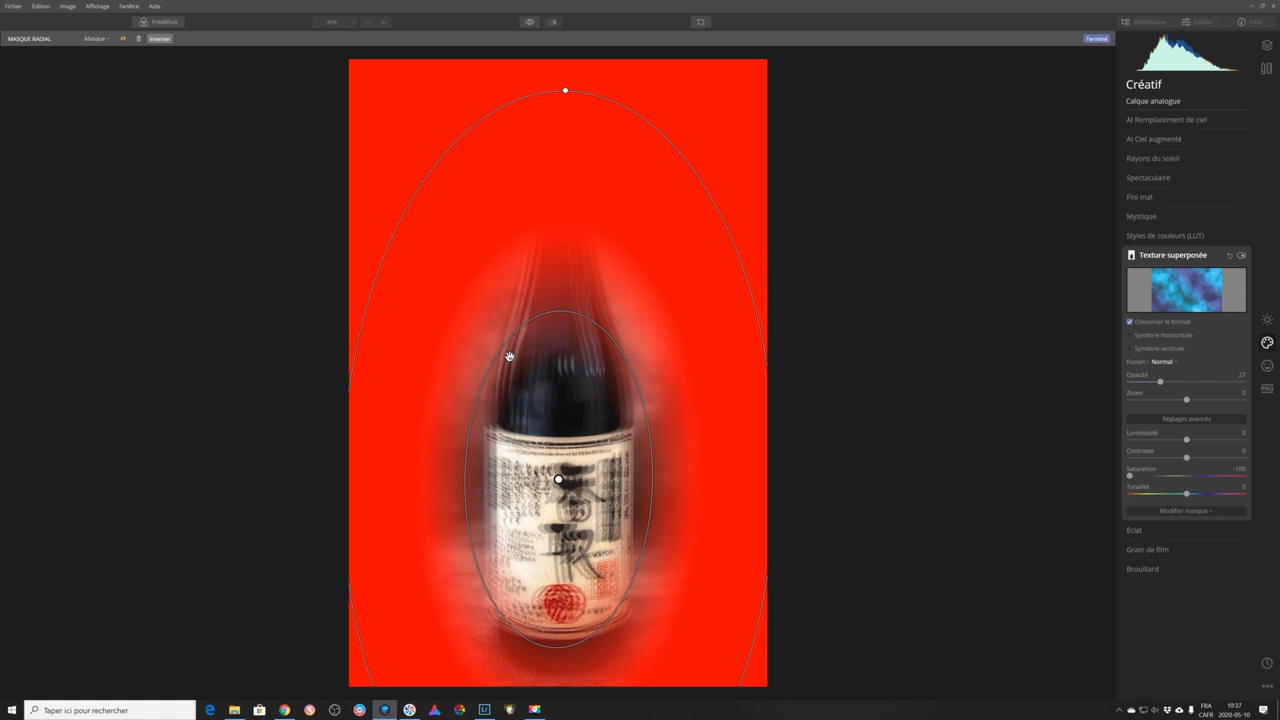 Fichier Édition Image Affichage Fenêtre Aide
Prédéfinis 30% Bibliothèque Édition Infos
MASQUE RADIAL Masque Inverser Terminé
Créatif
Calque analogue
AI Remplacement de ciel
AI Ciel augmenté
Rayons du soleil
Spectaculaire
Fini mat
Mystique
Styles de couleurs (LUT)
Texture superposée
Conserver le format
Symétrie horizontale
Symétrie verticale
Fusion : Normal
Opacité 27
Zoom 0
Réglages avancés
Luminosité 0
Contraste 0
Saturation -100
Tonalité 0
Modifier masque
Éclat
Grain de film
Brouillard
PRO
Taper ici pour rechercher
FRA
CAFR
10:37
2020-05-10